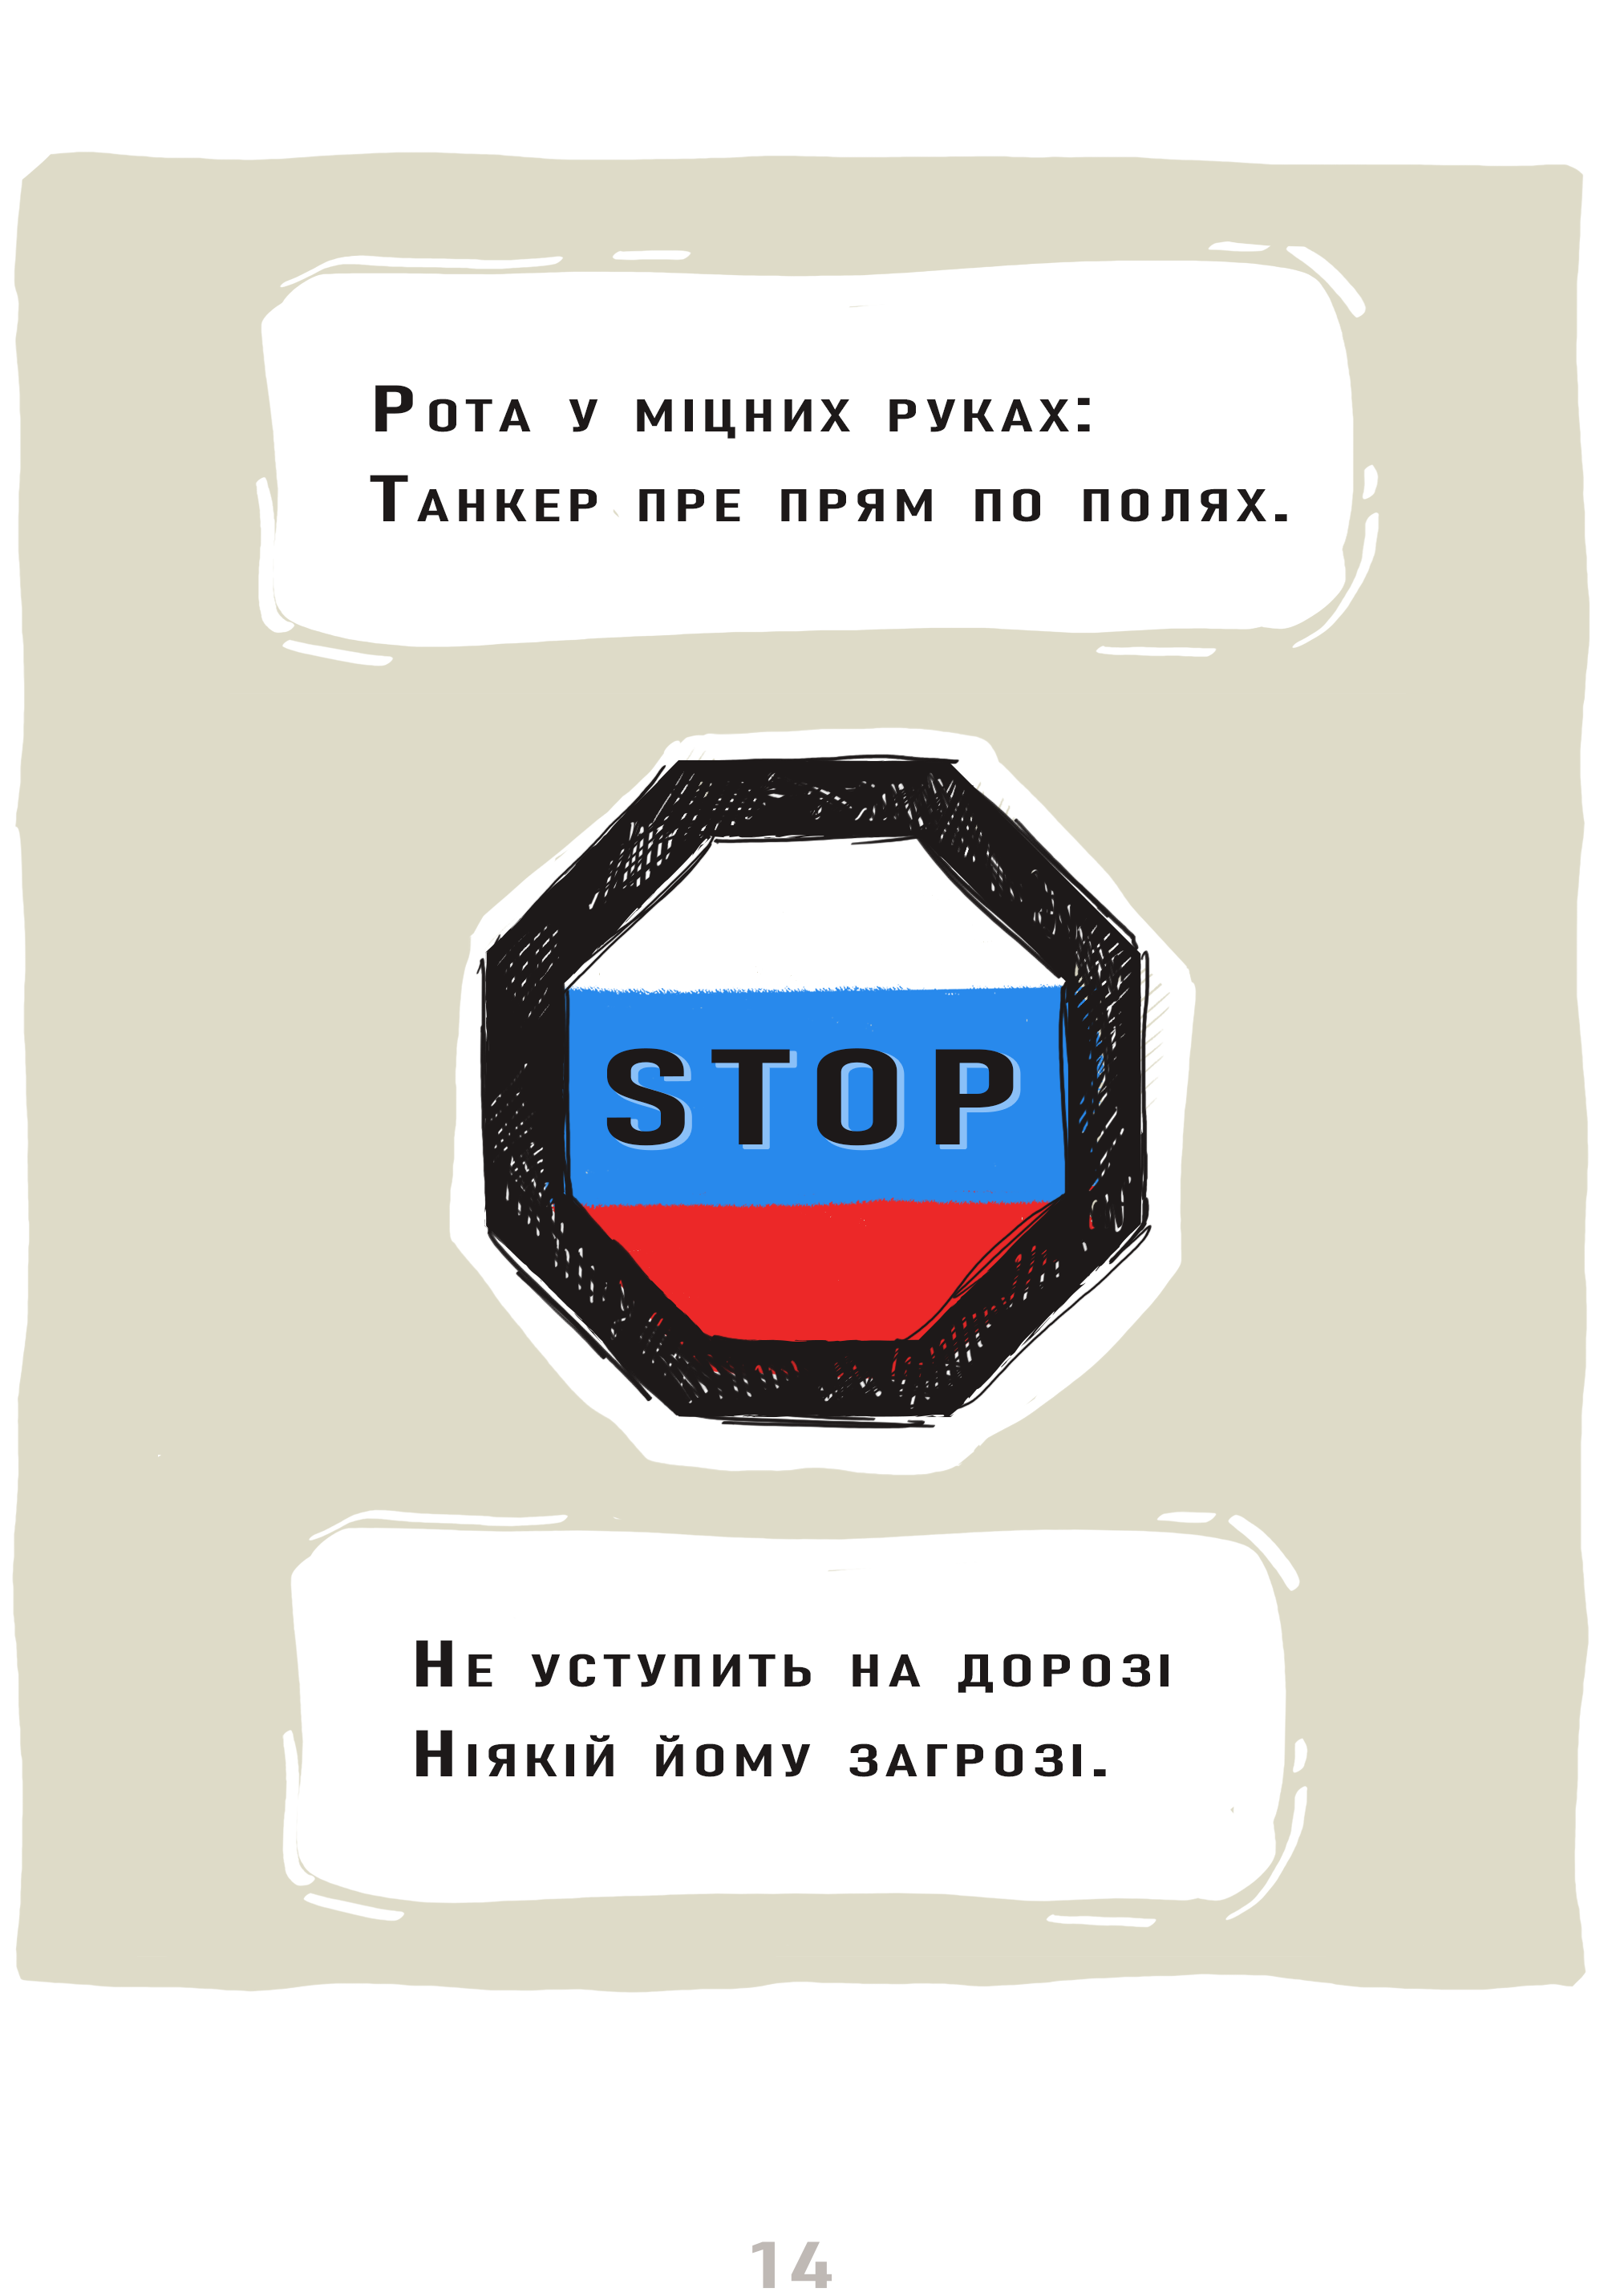 Рота у міцних руках:
Танкер пре прям по полях.
STOP
Не уступить на дорозі
Ніякій йому загрозі.
14